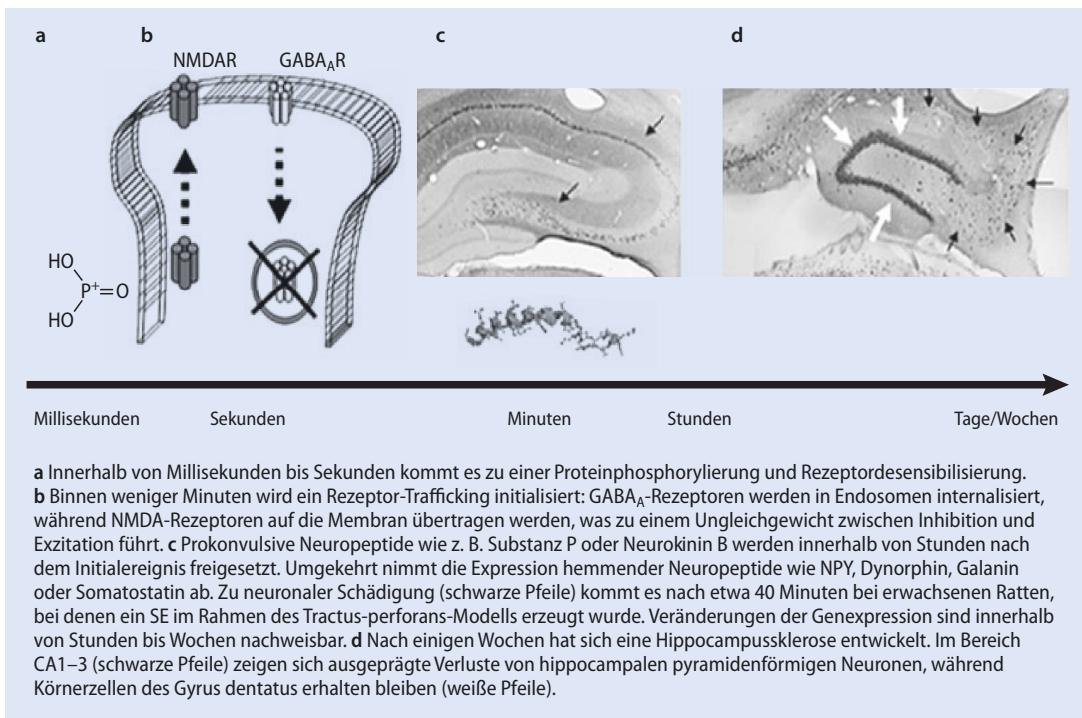 a
b
c
d
NMDAR
GABA_AR
HO
P⁺=O
HO
Millisekunden
Sekunden
Minuten
Stunden
Tage/Wochen
a Innerhalb von Millisekunden bis Sekunden kommt es zu einer Proteinphosphorylierung und Rezeptordesensibilisierung.
b Binnen weniger Minuten wird ein Rezeptor-Trafficking initialisiert: GABA_A-Rezeptoren werden in Endosomen internalisiert,
während NMDA-Rezeptoren auf die Membran übertragen werden, was zu einem Ungleichgewicht zwischen Inhibition und
Exzitation führt. c Prokonvulsive Neuropeptide wie z. B. Substanz P oder Neurokinin B werden innerhalb von Stunden nach
dem Initialereignis freigesetzt. Umgekehrt nimmt die Expression hemmender Neuropeptide wie NPY, Dynorphin, Galanin
oder Somatostatin ab. Zu neuronaler Schädigung (schwarze Pfeile) kommt es nach etwa 40 Minuten bei erwachsenen Ratten,
bei denen ein SE im Rahmen des Tractus-perforans-Modells erzeugt wurde. Veränderungen der Genexpression sind innerhalb
von Stunden bis Wochen nachweisbar. d Nach einigen Wochen hat sich eine Hippocampussklerose entwickelt. Im Bereich
CA1–3 (schwarze Pfeile) zeigen sich ausgeprägte Verluste von hippocampalen pyramidenförmigen Neuronen, während
Körnerzellen des Gyrus dentatus erhalten bleiben (weiße Pfeile).